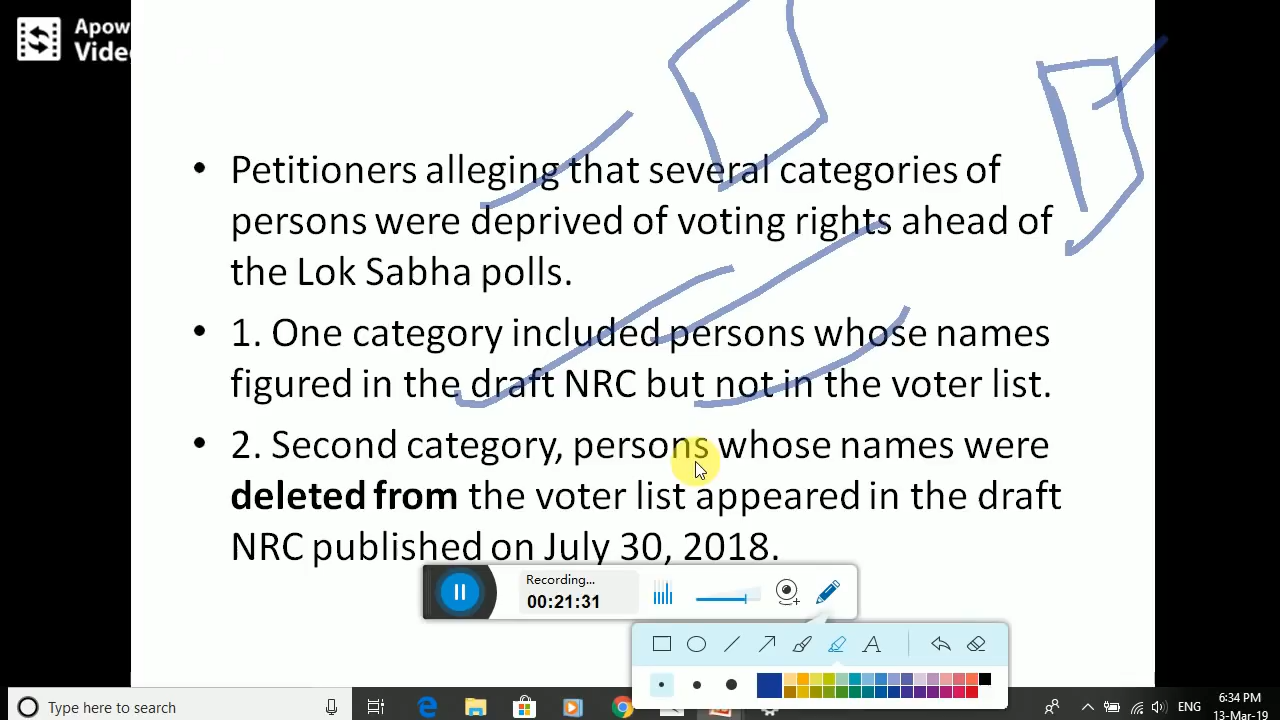 Apow
Video
• Petitioners alleging that several categories of
persons were deprived of voting rights ahead of
the Lok Sabha polls.
• 1. One category included persons whose names
figured in the draft NRC but not in the voter list.
• 2. Second category, persons whose names were
deleted from the voter list appeared in the draft
NRC published on July 30, 2018.
Recording...
00:21:31
A
Type here to search
ENG
6:34 PM
13-Mar-19